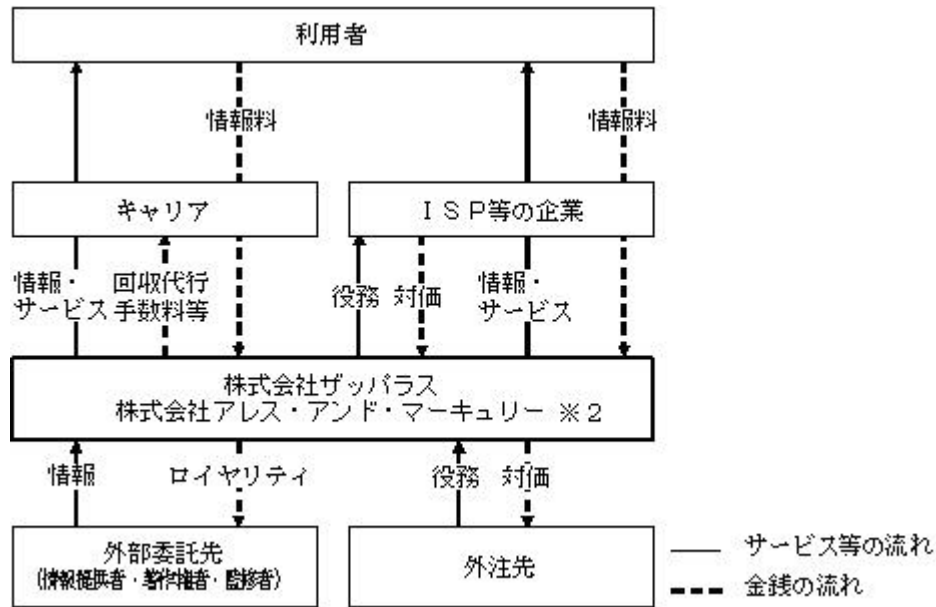 利用者
情報料
情報料
キャリア
ＩＳＰ等の企業
情報・
サービス
回収代行
手数料等
役務
対価
情報・
サービス
株式会社ザッパラス
株式会社アレス・アンド・マーキュリー ※２
情報
ロイヤリティ
役務
対価
外部委託先
（情報提供者・著作権者・監修者）
外注先
サービス等の流れ
金銭の流れ